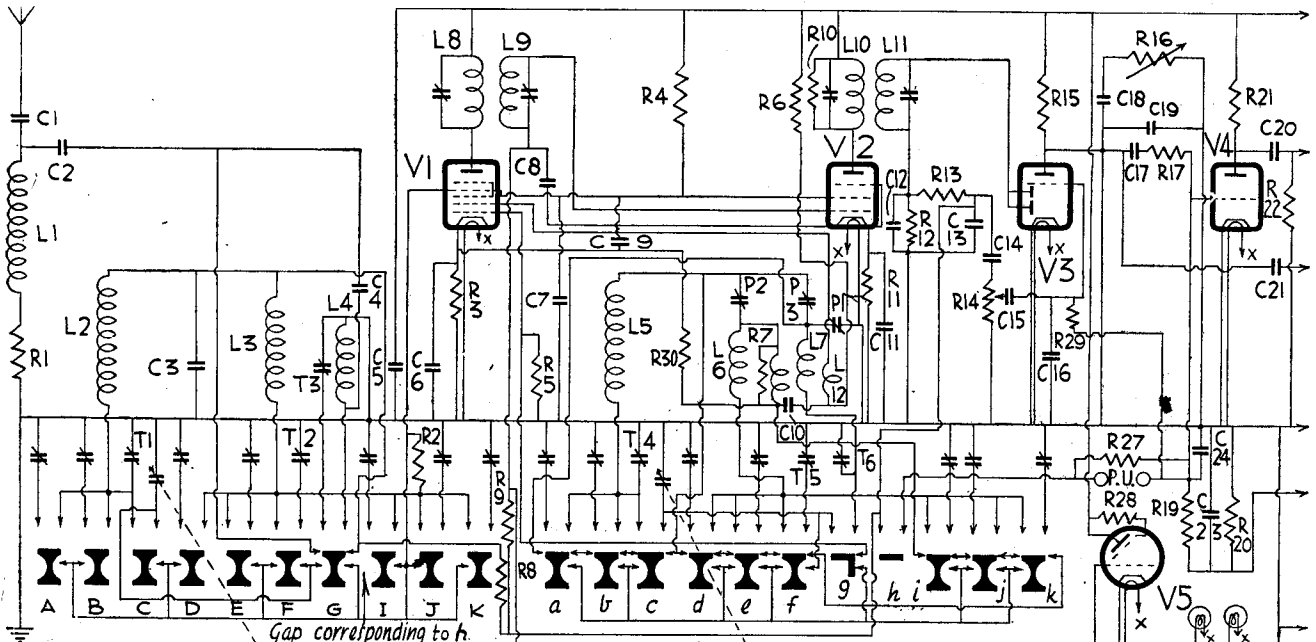 L8
L9
R10
L10
L11
R16
R4
R6
R15
C18
C19
R21
C20
C1
C2
V1
C8
V2
C12
R13
R12
C13
C17
R17
V4
R22
L1
C9
x
x
C14
x
V3
x
C21
L2
R1
C3
L3
L4
C4
T3
C5
C6
R3
C7
R5
L5
R30
P2
P3
P1
L6
R7
L7
L12
R11
C11
R14
C15
R29
C16
C10
T1
T2
R2
R9
T4
T5
T6
R27
P.U.
R28
C24
R19
C23
R20
R8
A B C D E F G I J K
a b c d e f g h i j k
V5
x
x
x
Gap corresponding to h.